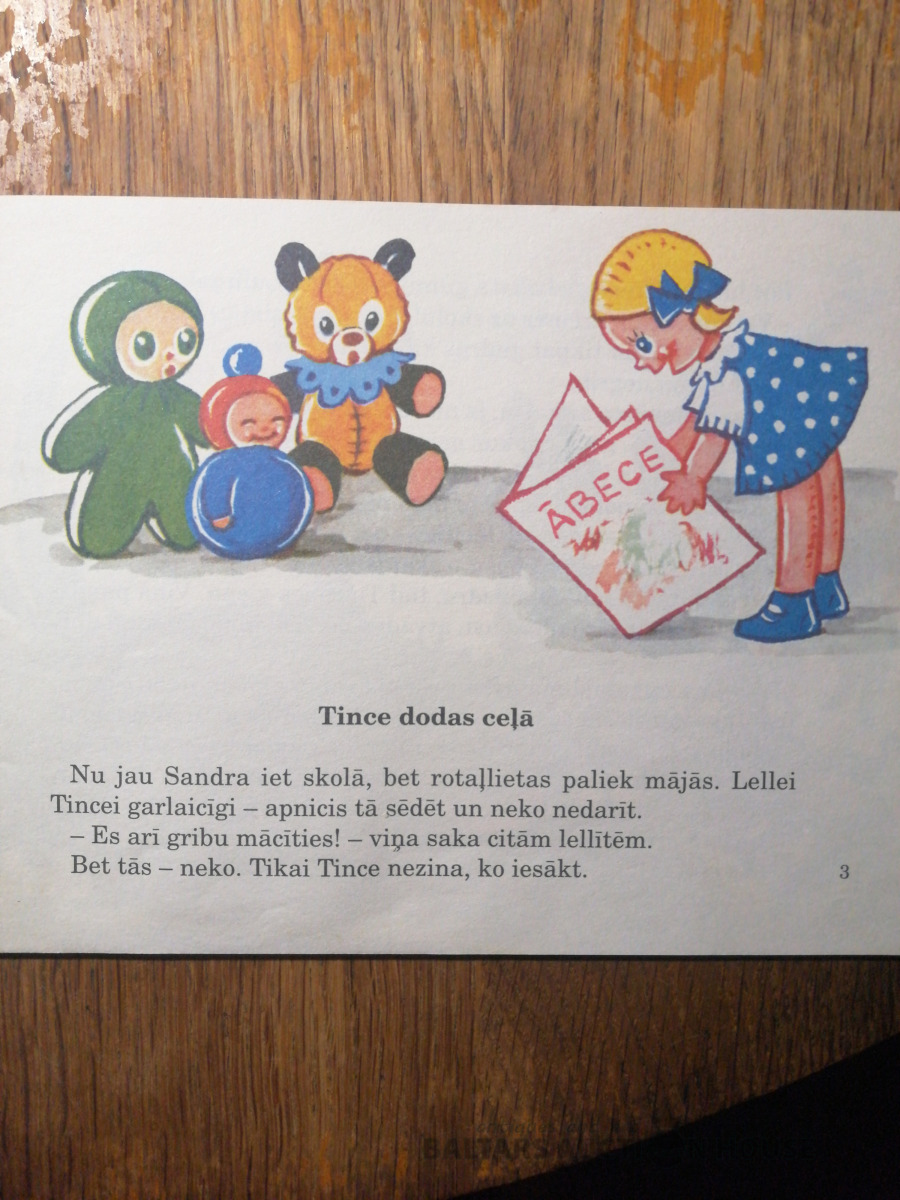 ĀBECE
Tince dodas ceļā
Nu jau Sandra iet skolā, bet rotaļlietas paliek mājās. Lellei
Tincei garlaicīgi – apnicis tā sēdēt un neko nedarīt.
– Es arī gribu mācīties! – viņa saka citām lellītēm.
Bet tās – neko. Tikai Tince nezina, ko iesākt.
3
BALTARS